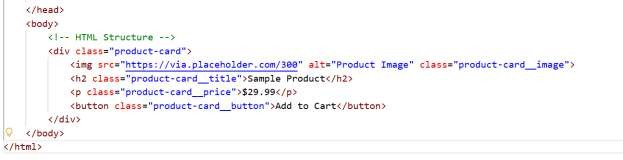 </head>
<body>
<!-- HTML Structure -->
<div class="product-card">
<img src="https://via.placeholder.com/300" alt="Product Image" class="product-card__image">
<h2 class="product-card__title">Sample Product</h2>
<p class="product-card__price">$29.99</p>
<button class="product-card__button">Add to Cart</button>
</div>
</body>
</html>